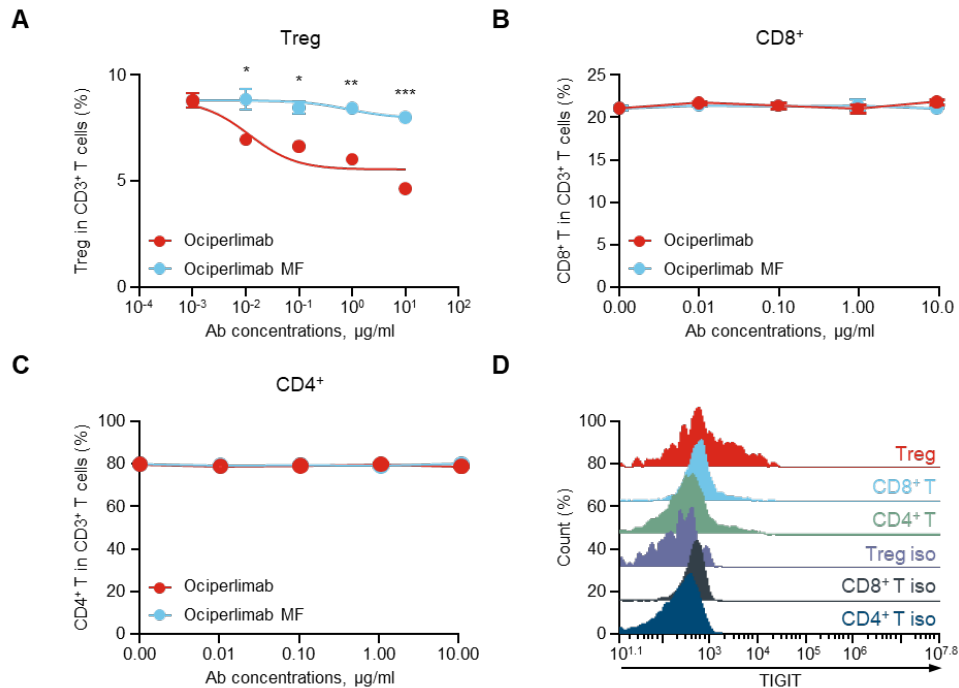 A
Treg
Treg in CD3⁺ T cells (%)
10
5
0
*
*
**
***
Ociperlimab
Ociperlimab MF
10⁻⁴
10⁻³
10⁻²
10⁻¹
10⁰
10¹
10²
Ab concentrations, µg/ml
B
CD8⁺
CD8⁺ T in CD3⁺ T cells (%)
25
20
15
10
5
0
Ociperlimab
Ociperlimab MF
0.00
0.01
0.10
1.00
10.0
Ab concentrations, µg/ml
C
CD4⁺
CD4⁺ T in CD3⁺ T cells (%)
100
80
60
40
20
0
Ociperlimab
Ociperlimab MF
0.00
0.01
0.10
1.00
10.00
Ab concentrations, µg/ml
D
Count (%)
100
80
60
40
20
0
Treg
CD8⁺ T
CD4⁺ T
Treg iso
CD8⁺ T iso
CD4⁺ T iso
10¹·¹
10³
10⁴
10⁵
10⁶
10⁷·⁸
TIGIT